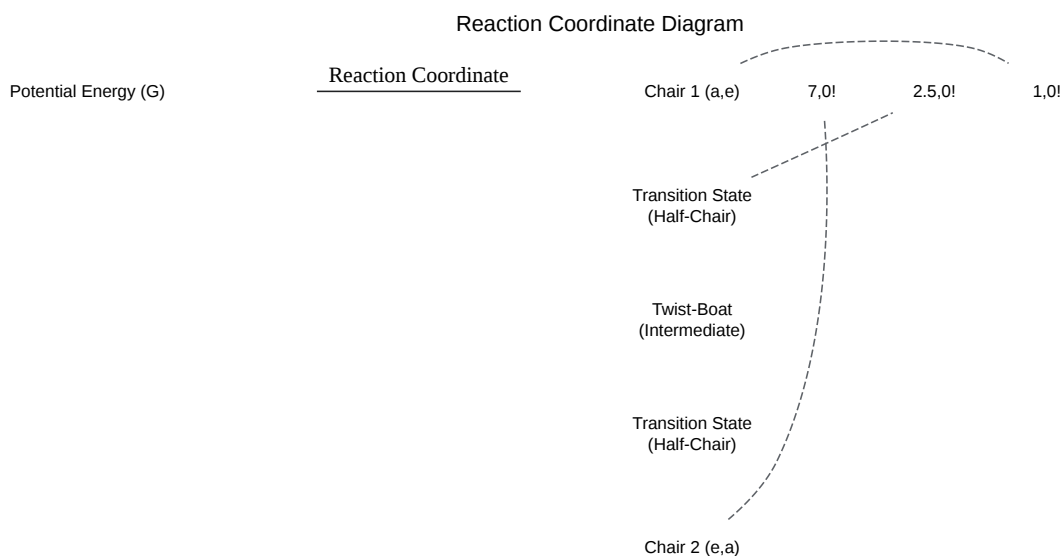 Reaction Coordinate Diagram
Potential Energy (G)
Reaction Coordinate
Chair 1 (a,e)
7,0!
2.5,0!
1,0!
Transition State
(Half-Chair)
Twist-Boat
(Intermediate)
Transition State
(Half-Chair)
Chair 2 (e,a)